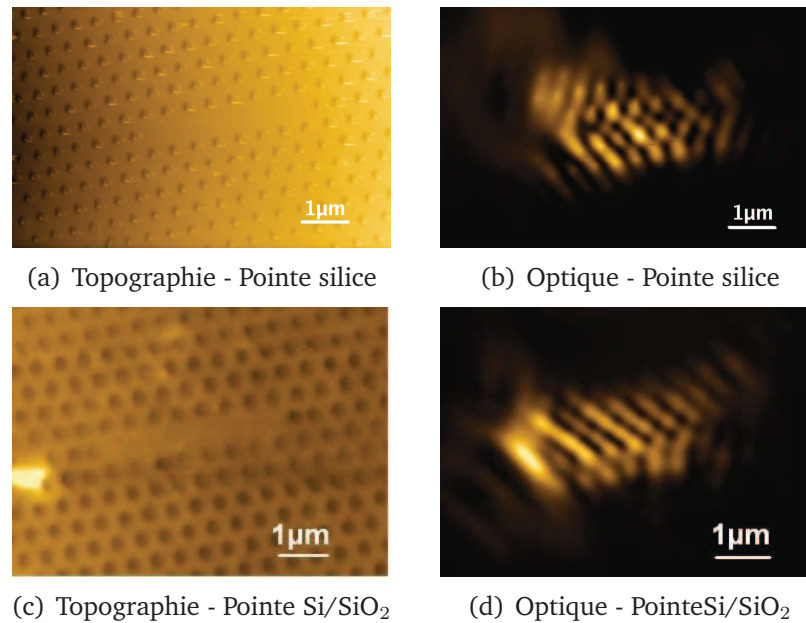 1µm
1µm
(a) Topographie - Pointe silice
(b) Optique - Pointe silice
1µm
1µm
(c) Topographie - Pointe Si/SiO₂
(d) Optique - PointeSi/SiO₂